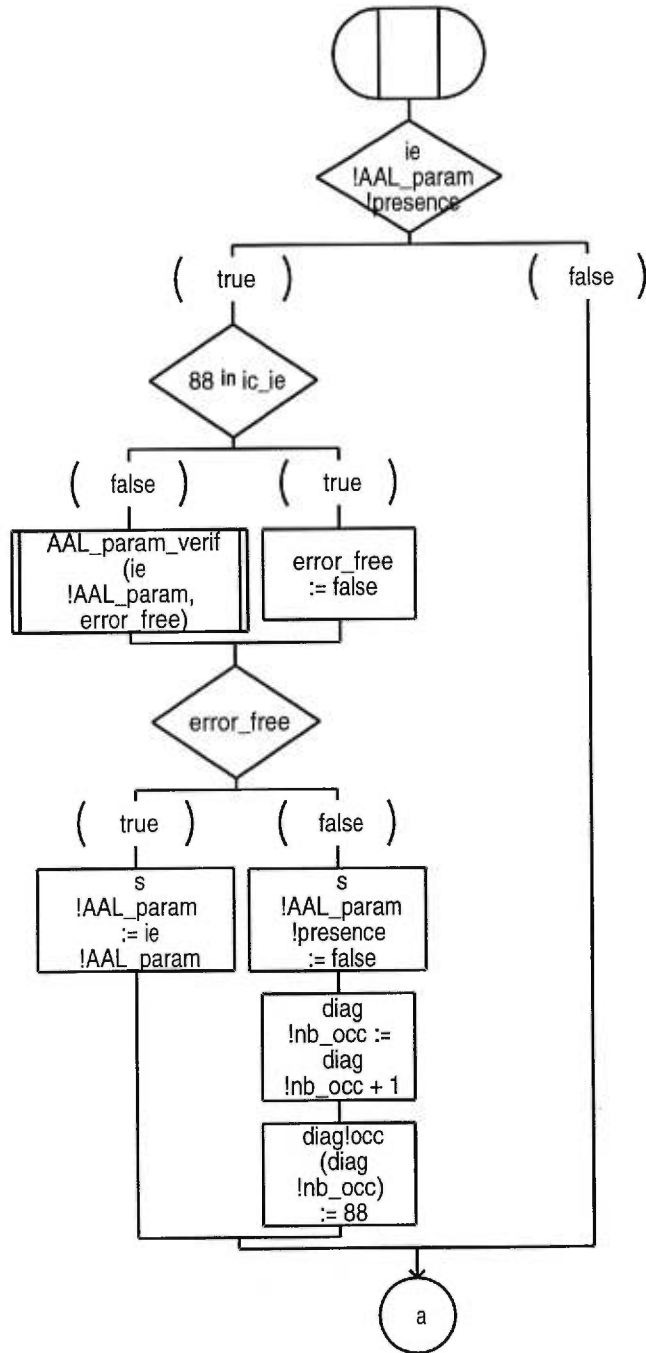 ie
!AAL_param
!presence
( true )
( false )
88 in ic_ie
( false )
( true )
AAL_param_verif
(ie
!AAL_param,
error_free)
error_free
:= false
error_free
( true )
( false )
s
!AAL_param
:= ie
!AAL_param
s
!AAL_param
!presence
:= false
diag
!nb_occ :=
diag
!nb_occ + 1
diag!occ
(diag
!nb_occ)
:= 88
a